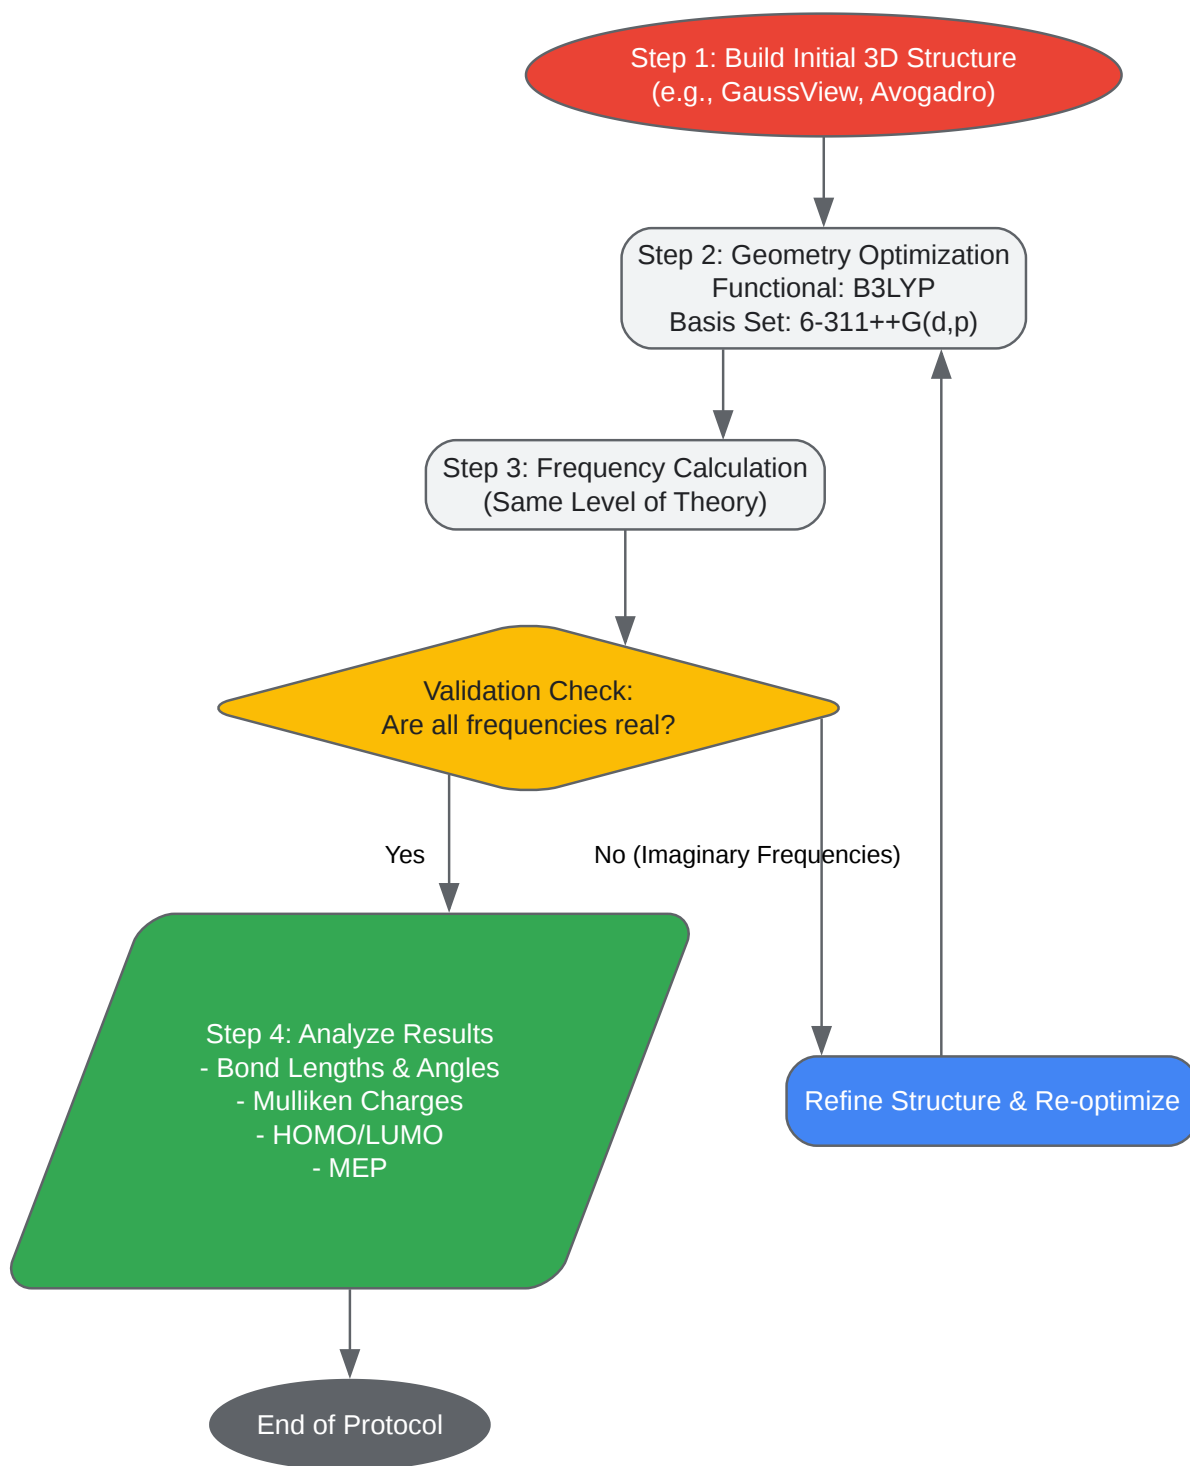 Step 1: Build Initial 3D Structure
(e.g., GaussView, Avogadro)
Step 2: Geometry Optimization
Functional: B3LYP
Basis Set: 6-311++G(d,p)
Step 3: Frequency Calculation
(Same Level of Theory)
Validation Check:
Are all frequencies real?
Yes
No (Imaginary Frequencies)
Step 4: Analyze Results
- Bond Lengths & Angles
- Mulliken Charges
- HOMO/LUMO
- MEP
Refine Structure & Re-optimize
End of Protocol